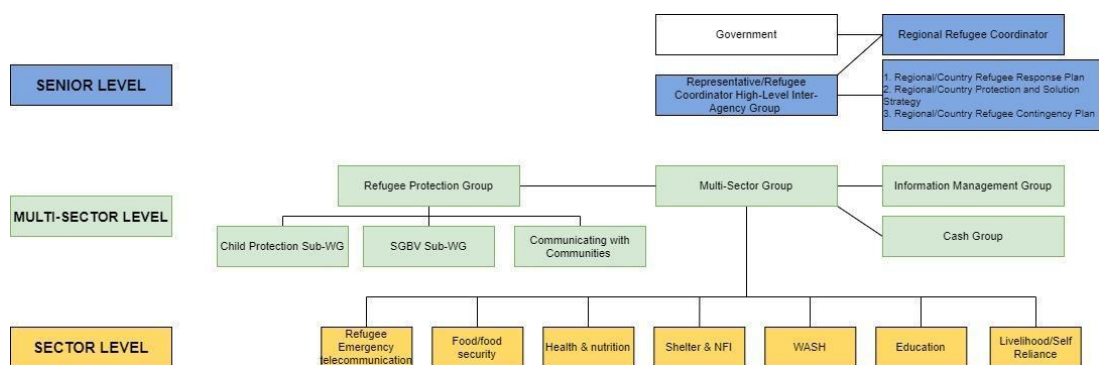 Government
Regional Refugee Coordinator
SENIOR LEVEL
Representative/Refugee
Coordinator High-Level Inter-
Agency Group
1. Regional/Country Refugee Response Plan
2. Regional/Country Protection and Solution
Strategy
3. Regional/Country Refugee Contingency Plan
MULTI-SECTOR LEVEL
Refugee Protection Group
Multi-Sector Group
Information Management Group
Child Protection Sub-WG
SGBV Sub-WG
Communicating with
Communities
Cash Group
SECTOR LEVEL
Refugee
Emergency
telecommunication
Food/food
security
Health & nutrition
Shelter & NFI
WASH
Education
Livelihood/Self
Reliance